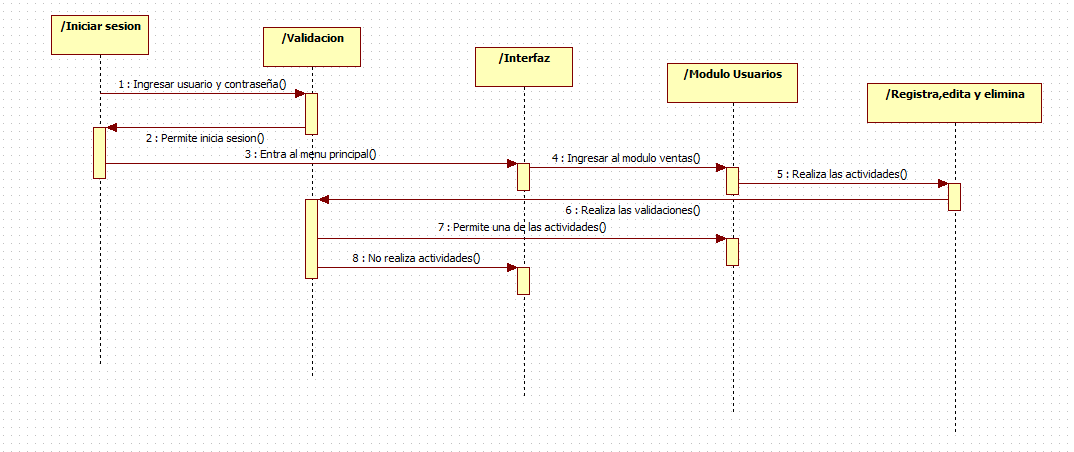 /Iniciar sesion
/Validacion
/Interfaz
/Modulo Usuarios
/Registra,edita y elimina
1 : Ingresar usuario y contraseña()
2 : Permite inicia sesion()
3 : Entra al menu principal()
4 : Ingresar al modulo ventas()
5 : Realiza las actividades()
6 : Realiza las validaciones()
7 : Permite una de las actividades()
8 : No realiza actividades()